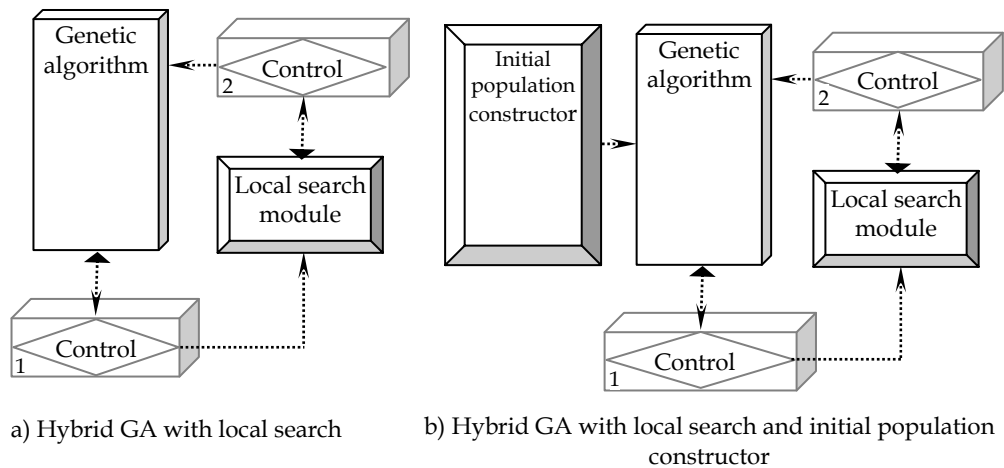 Genetic
algorithm
Control
2
Local search
module
Control
1
a) Hybrid GA with local search
Initial
population
constructor
Genetic
algorithm
Control
2
Local search
module
Control
1
b) Hybrid GA with local search and initial population
constructor